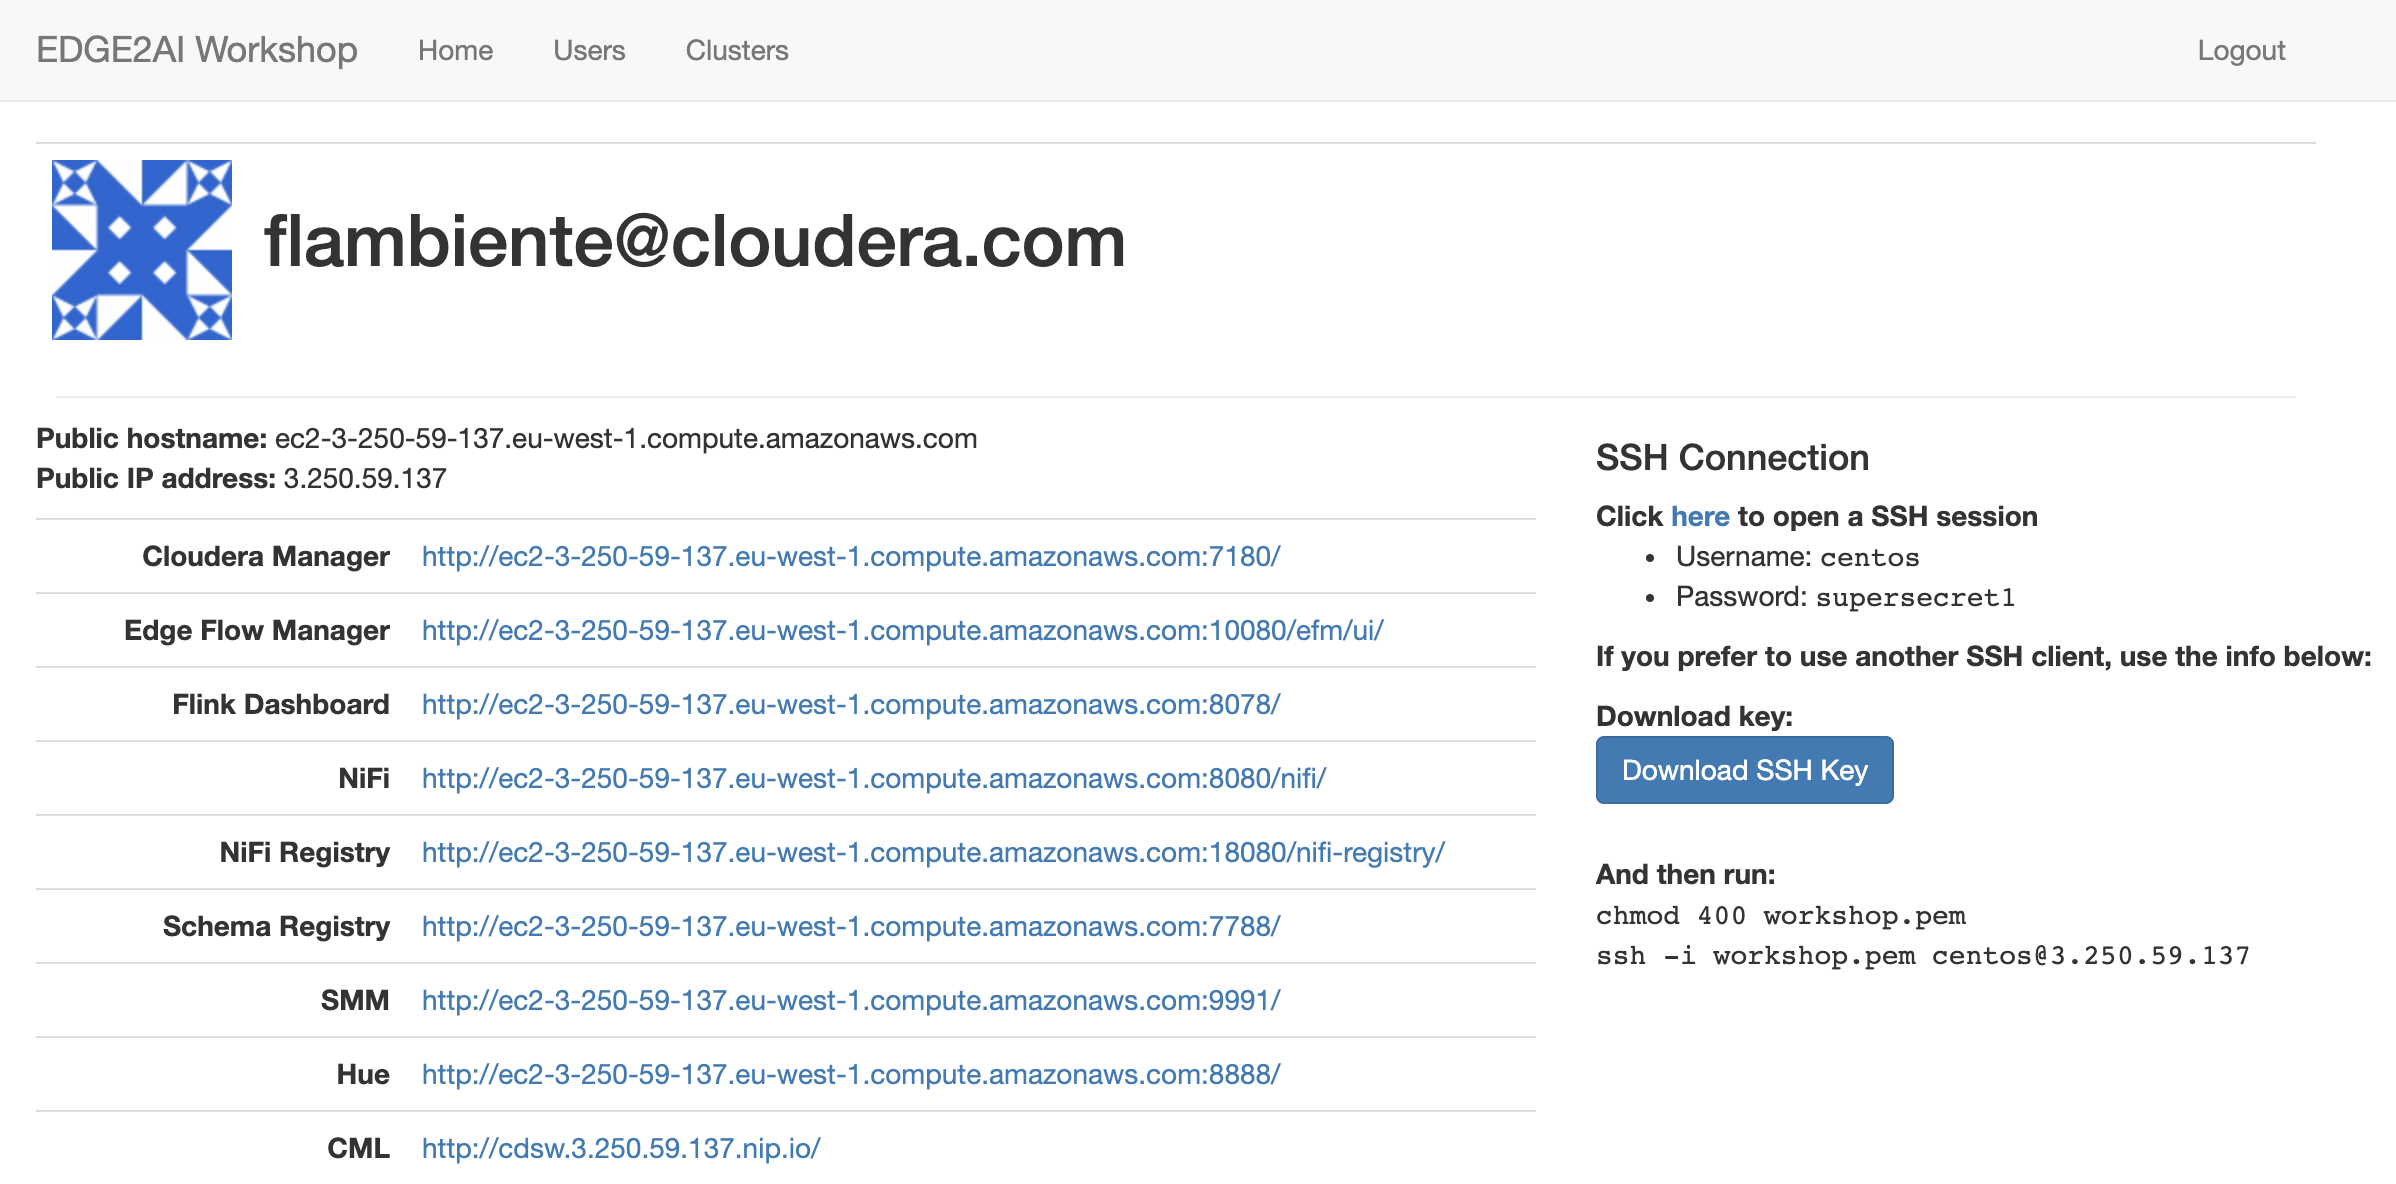 EDGE2AI Workshop Home Users Clusters Logout
flambiente@cloudera.com
Public hostname: ec2-3-250-59-137.eu-west-1.compute.amazonaws.com
Public IP address: 3.250.59.137
Cloudera Manager http://ec2-3-250-59-137.eu-west-1.compute.amazonaws.com:7180/
Edge Flow Manager http://ec2-3-250-59-137.eu-west-1.compute.amazonaws.com:10080/efm/ui/
Flink Dashboard http://ec2-3-250-59-137.eu-west-1.compute.amazonaws.com:8078/
NiFi http://ec2-3-250-59-137.eu-west-1.compute.amazonaws.com:8080/nifi/
NiFi Registry http://ec2-3-250-59-137.eu-west-1.compute.amazonaws.com:18080/nifi-registry/
Schema Registry http://ec2-3-250-59-137.eu-west-1.compute.amazonaws.com:7788/
SMM http://ec2-3-250-59-137.eu-west-1.compute.amazonaws.com:9991/
Hue http://ec2-3-250-59-137.eu-west-1.compute.amazonaws.com:8888/
CML http://cdsw.3.250.59.137.nip.io/
SSH Connection
Click here to open a SSH session
• Username: centos
• Password: supersecret1
If you prefer to use another SSH client, use the info below:
Download key:
Download SSH Key
And then run:
chmod 400 workshop.pem
ssh -i workshop.pem centos@3.250.59.137